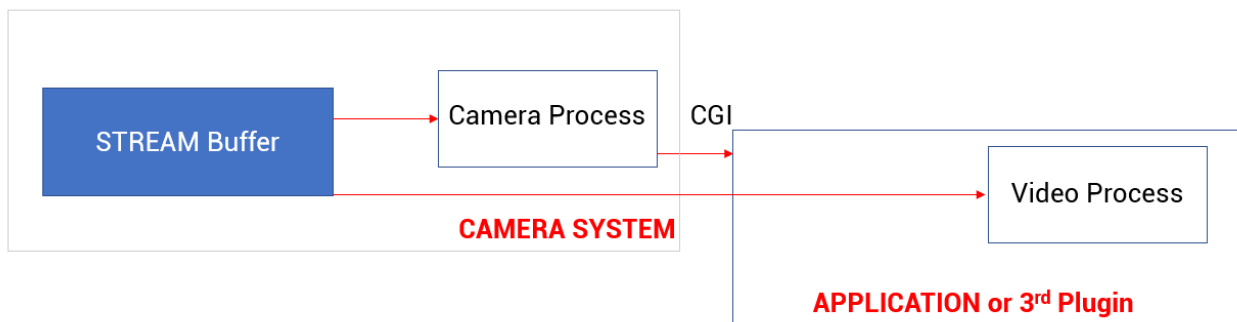 STREAM Buffer
Camera Process
CGI
Video Process
CAMERA SYSTEM
APPLICATION or 3rd Plugin